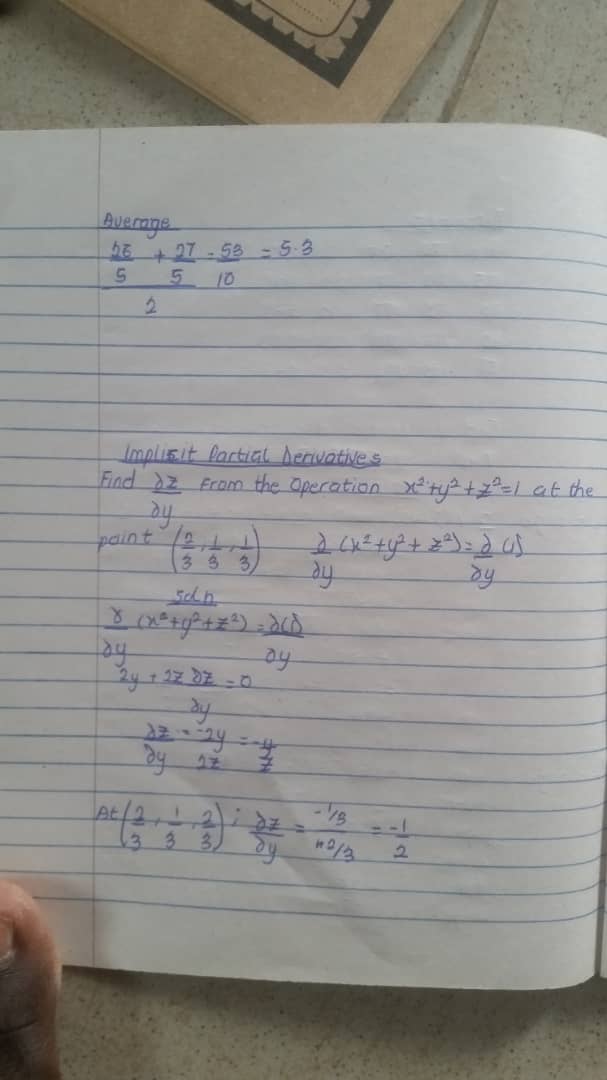 Average
26/5 + 27/5 = 53/10 = 5.3
2
Implicit Partial Derivatives
Find ∂z/∂y From the Operation x²+y²+z²=1 at the
point (2/3, 1/3, 1/3) ∂/∂y (x²+y²+z²) = ∂/∂y (1)
soln
∂/∂y (x²+y²+z²) = ∂(1)/∂y
2y + 2z ∂z/∂y = 0
∂z/∂y = -2y/2z = -y/z
At (2/3, 1/3, 2/3) ; ∂z/∂y = -1/3 / 2/3 = -1/2